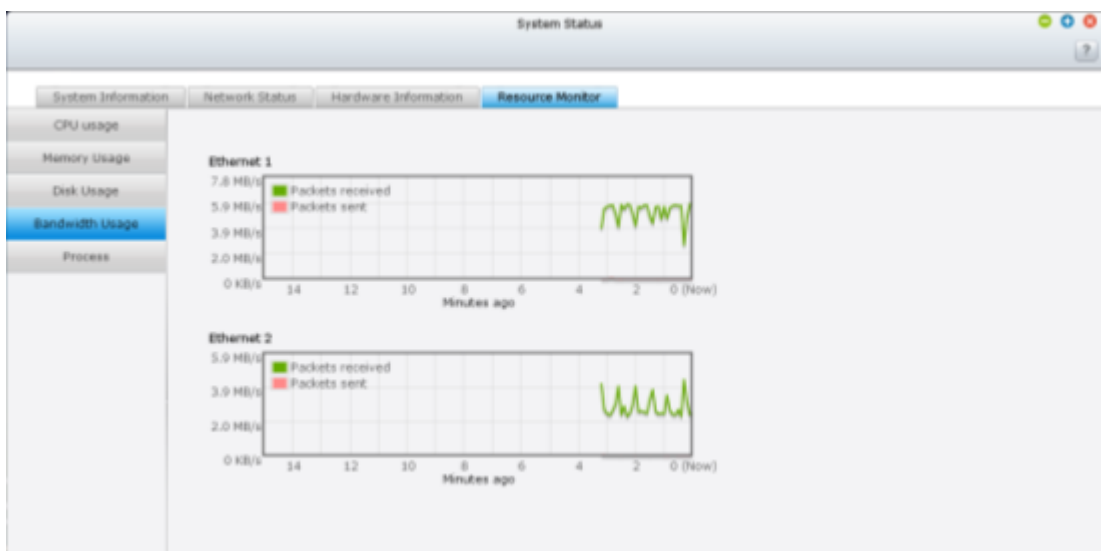 System Status
?
System Information Network Status Hardware Information Resource Monitor
CPU usage
Memory Usage
Disk Usage
Bandwidth Usage
Process
Ethernet 1
7.8 MB/s
5.9 MB/s
3.9 MB/s
2.0 MB/s
0 KB/s
Packets received
Packets sent
14 12 10 8 6 4 2 0 (Now)
Minutes ago
Ethernet 2
5.9 MB/s
3.9 MB/s
2.0 MB/s
0 KB/s
Packets received
Packets sent
14 12 10 8 6 4 2 0 (Now)
Minutes ago